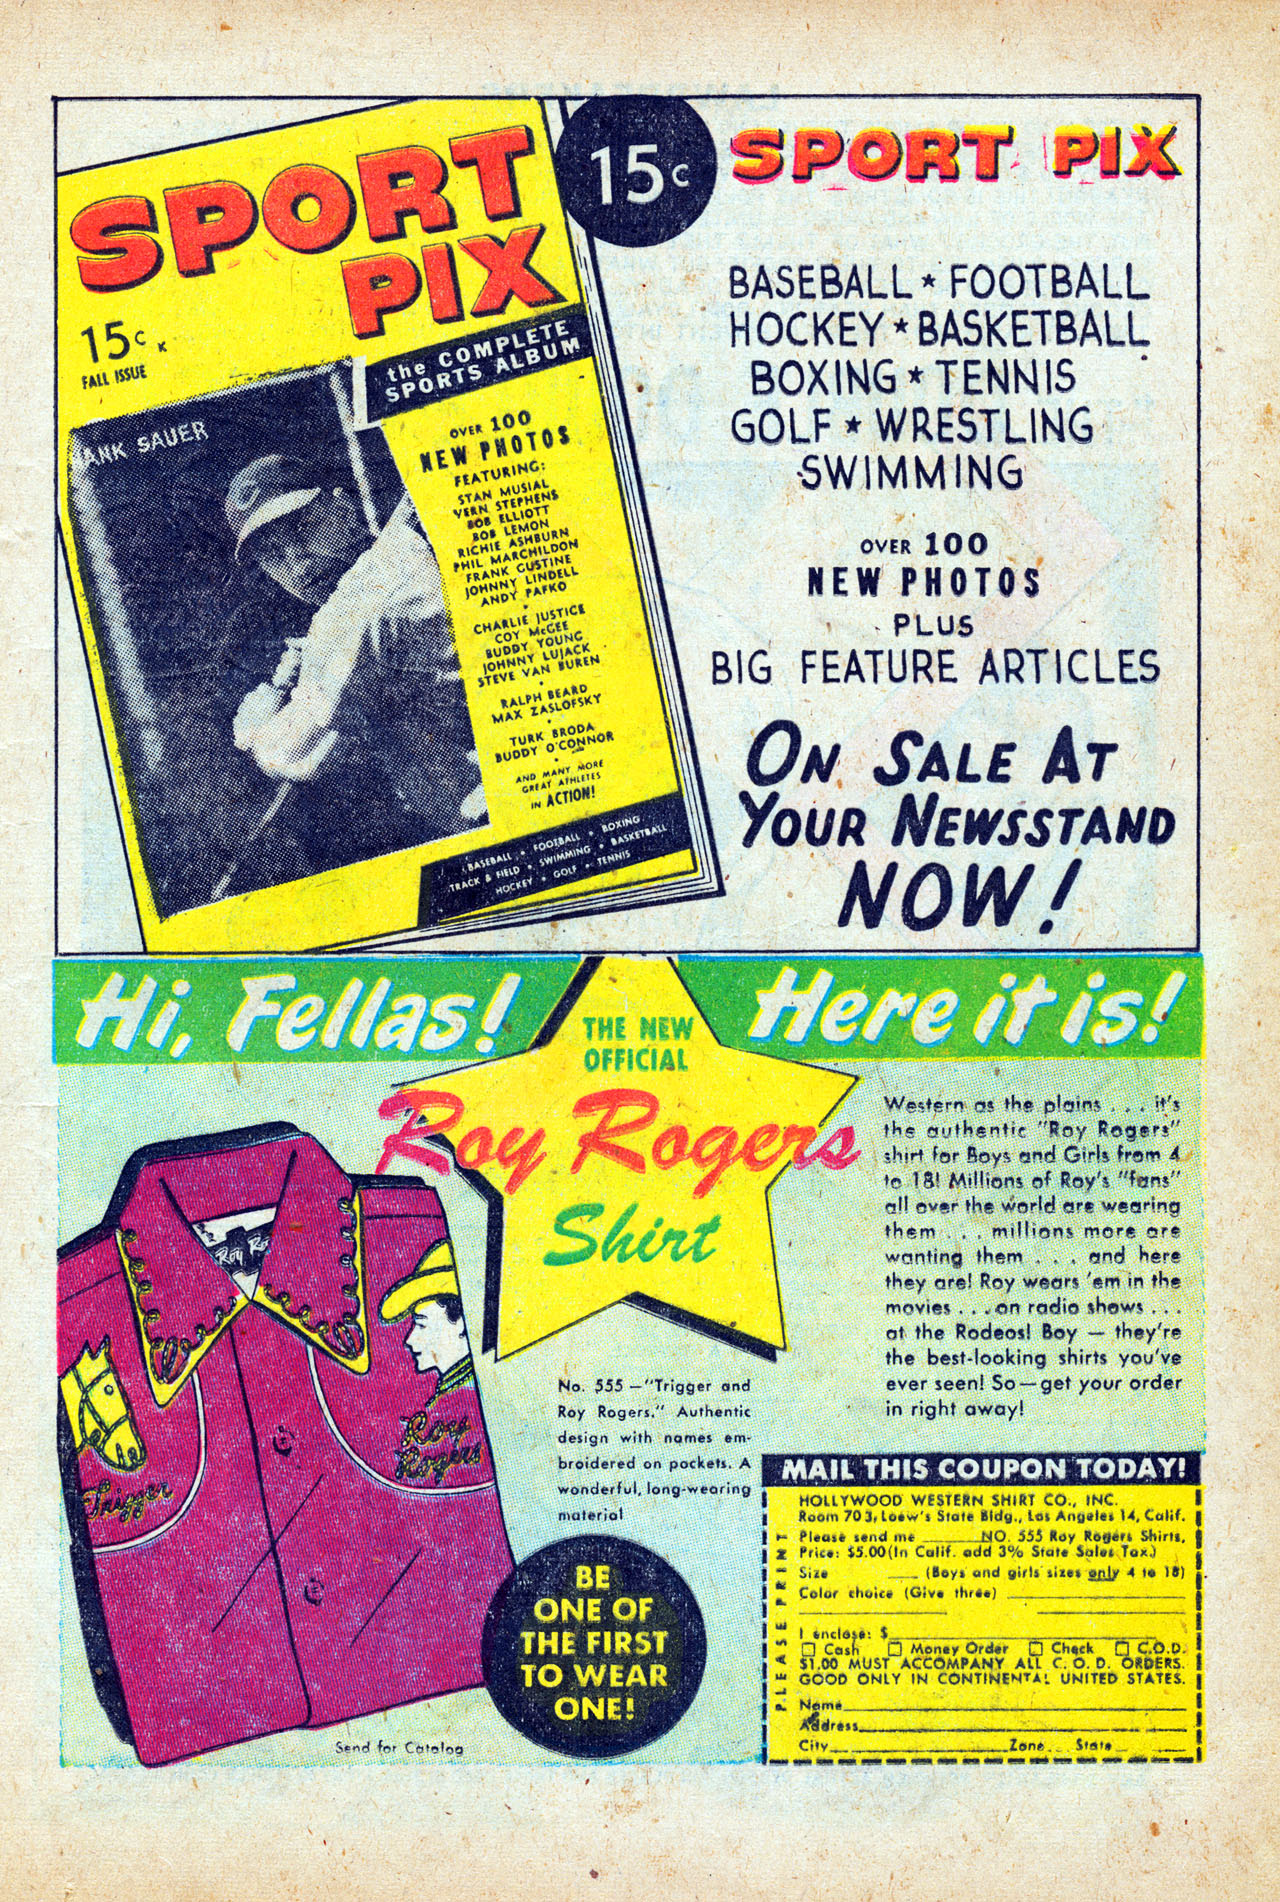 SPORT
PIX
15c
FALL ISSUE
the COMPLETE
SPORTS ALBUM
ANK SAUER
OVER 100
NEW PHOTOS
FEATURING:
STAN MUSIAL
VERN STEPHENS
BOB ELLIOTT
BOB LEMON
RICHIE ASHBURN
PHIL MARCHILDON
FRANK GUSTINE
JOHNNY LINDELL
ANDY PAFKO
CHARLIE JUSTICE
COY McGEE
BUDDY YOUNG
JOHNNY LUJACK
STEVE VAN BUREN
RALPH BEARD
MAX ZASLOFSKY
TURK BRODA
BUDDY O'CONNOR
AND MANY MORE
GREAT ATHLETES
IN ACTION!
BASEBALL • FOOTBALL • BOXING
TRACK & FIELD • SWIMMING • BASKETBALL
HOCKEY • GOLF • TENNIS
15c
SPORT PIX
BASEBALL ★ FOOTBALL
HOCKEY ★ BASKETBALL
BOXING ★ TENNIS
GOLF ★ WRESTLING
SWIMMING
OVER 100
NEW PHOTOS
PLUS
BIG FEATURE ARTICLES
ON SALE AT
YOUR NEWSSTAND
NOW!
Hi, Fellas!
Here it is!
THE NEW
OFFICIAL
Roy Rogers
Shirt
Western as the plains . . . it's
the authentic "Roy Rogers"
shirt for Boys and Girls from 4
to 18! Millions of Roy's "fans"
all over the world are wearing
them . . . millions more are
wanting them . . . and here
they are! Roy wears 'em in the
movies . . . on radio shows . . .
at the Rodeos! Boy — they're
the best-looking shirts you've
ever seen! So—get your order
in right away!
Roy Ro
Trigger
Roy
Rogers
No. 555 —"Trigger and
Roy Rogers." Authentic
design with names em-
broidered on pockets. A
wonderful, long-wearing
material
BE
ONE OF
THE FIRST
TO WEAR
ONE!
Send for Catalog
MAIL THIS COUPON TODAY!
PLEASE PRINT
HOLLYWOOD WESTERN SHIRT CO., INC.
Room 703, Loew's State Bldg., Los Angeles 14, Calif.
Please send me ______NO. 555 Roy Rogers Shirts,
Price: $5.00 (In Calif. add 3% State Sales Tax.)
Size ____ (Boys and girls sizes only 4 to 18)
Color choice (Give three) ____________
I enclose: $____________
☐ Cash ☐ Money Order ☐ Check ☐ C.O.D.
$1.00 MUST ACCOMPANY ALL C. O. D. ORDERS.
GOOD ONLY IN CONTINENTAL UNITED STATES.
Name____________
Address____________
City____________Zone____State____